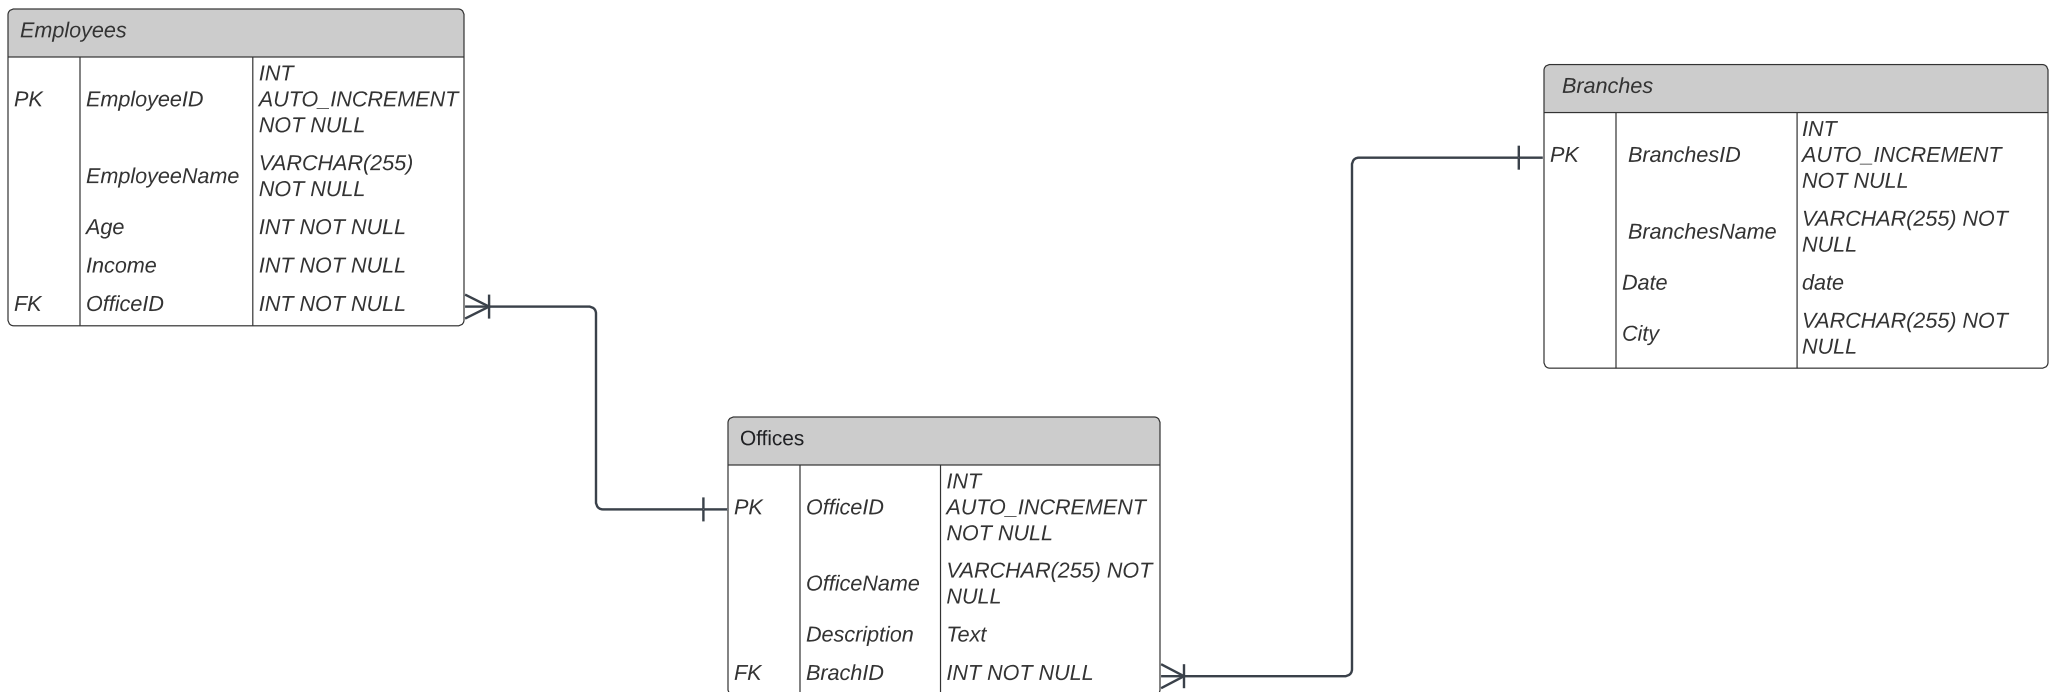 Employees
PK EmployeeID INT
AUTO_INCREMENT
NOT NULL
EmployeeName VARCHAR(255)
NOT NULL
Age INT NOT NULL
Income INT NOT NULL
FK OfficeID INT NOT NULL
Branches
PK BranchesID INT
AUTO_INCREMENT
NOT NULL
BranchesName VARCHAR(255) NOT
NULL
Date date
City VARCHAR(255) NOT
NULL
Offices
PK OfficeID INT
AUTO_INCREMENT
NOT NULL
OfficeName VARCHAR(255) NOT
NULL
Description Text
FK BrachID INT NOT NULL